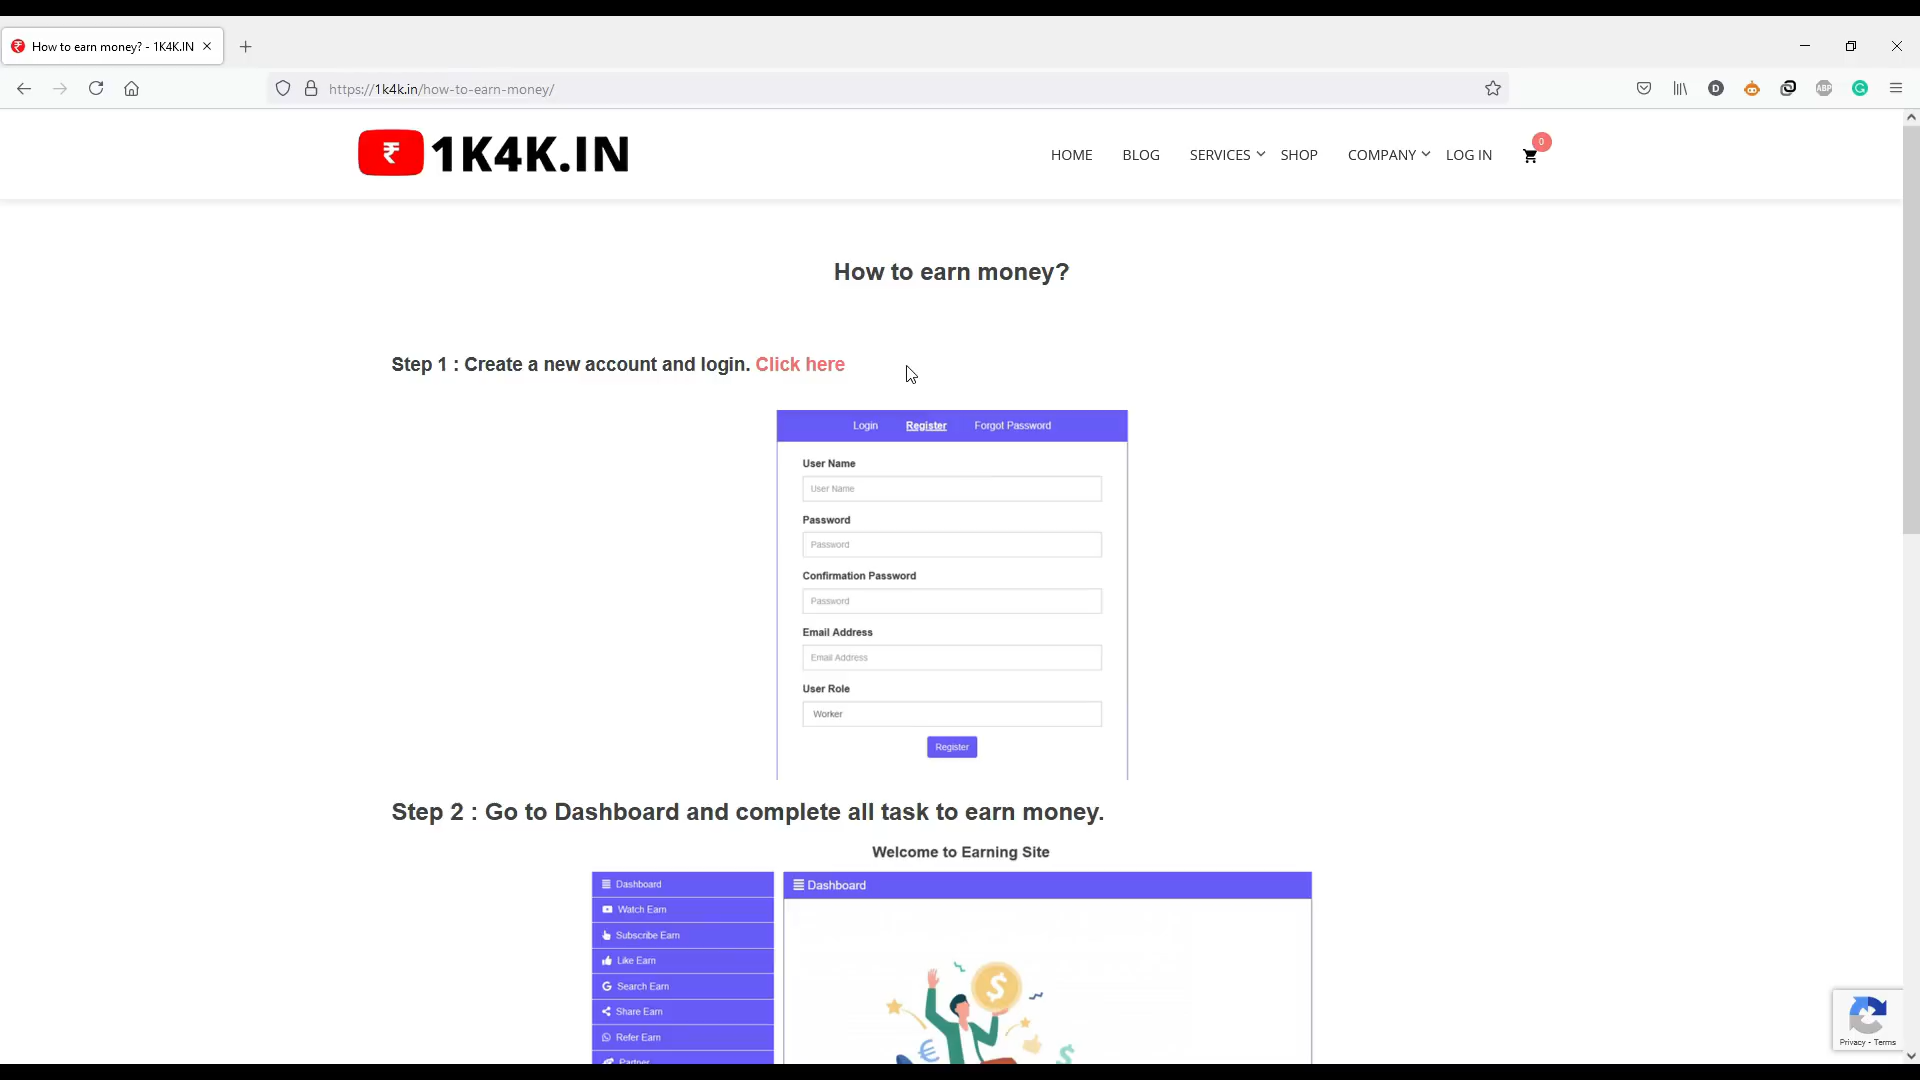 How to earn money? - 1K4K.IN
https://1k4k.in/how-to-earn-money/
D
ABP
G
₹ 1K4K.IN
HOME BLOG SERVICES SHOP COMPANY LOG IN 0
How to earn money?
Step 1 : Create a new account and login. Click here
Login Register Forgot Password
User Name
User Name
Password
Password
Confirmation Password
Password
Email Address
Email Address
User Role
Worker
Register
Step 2 : Go to Dashboard and complete all task to earn money.
Welcome to Earning Site
Dashboard
Dashboard
Watch Earn
Subscribe Earn
Like Earn
Search Earn
Share Earn
Refer Earn
Partner
Privacy - Terms